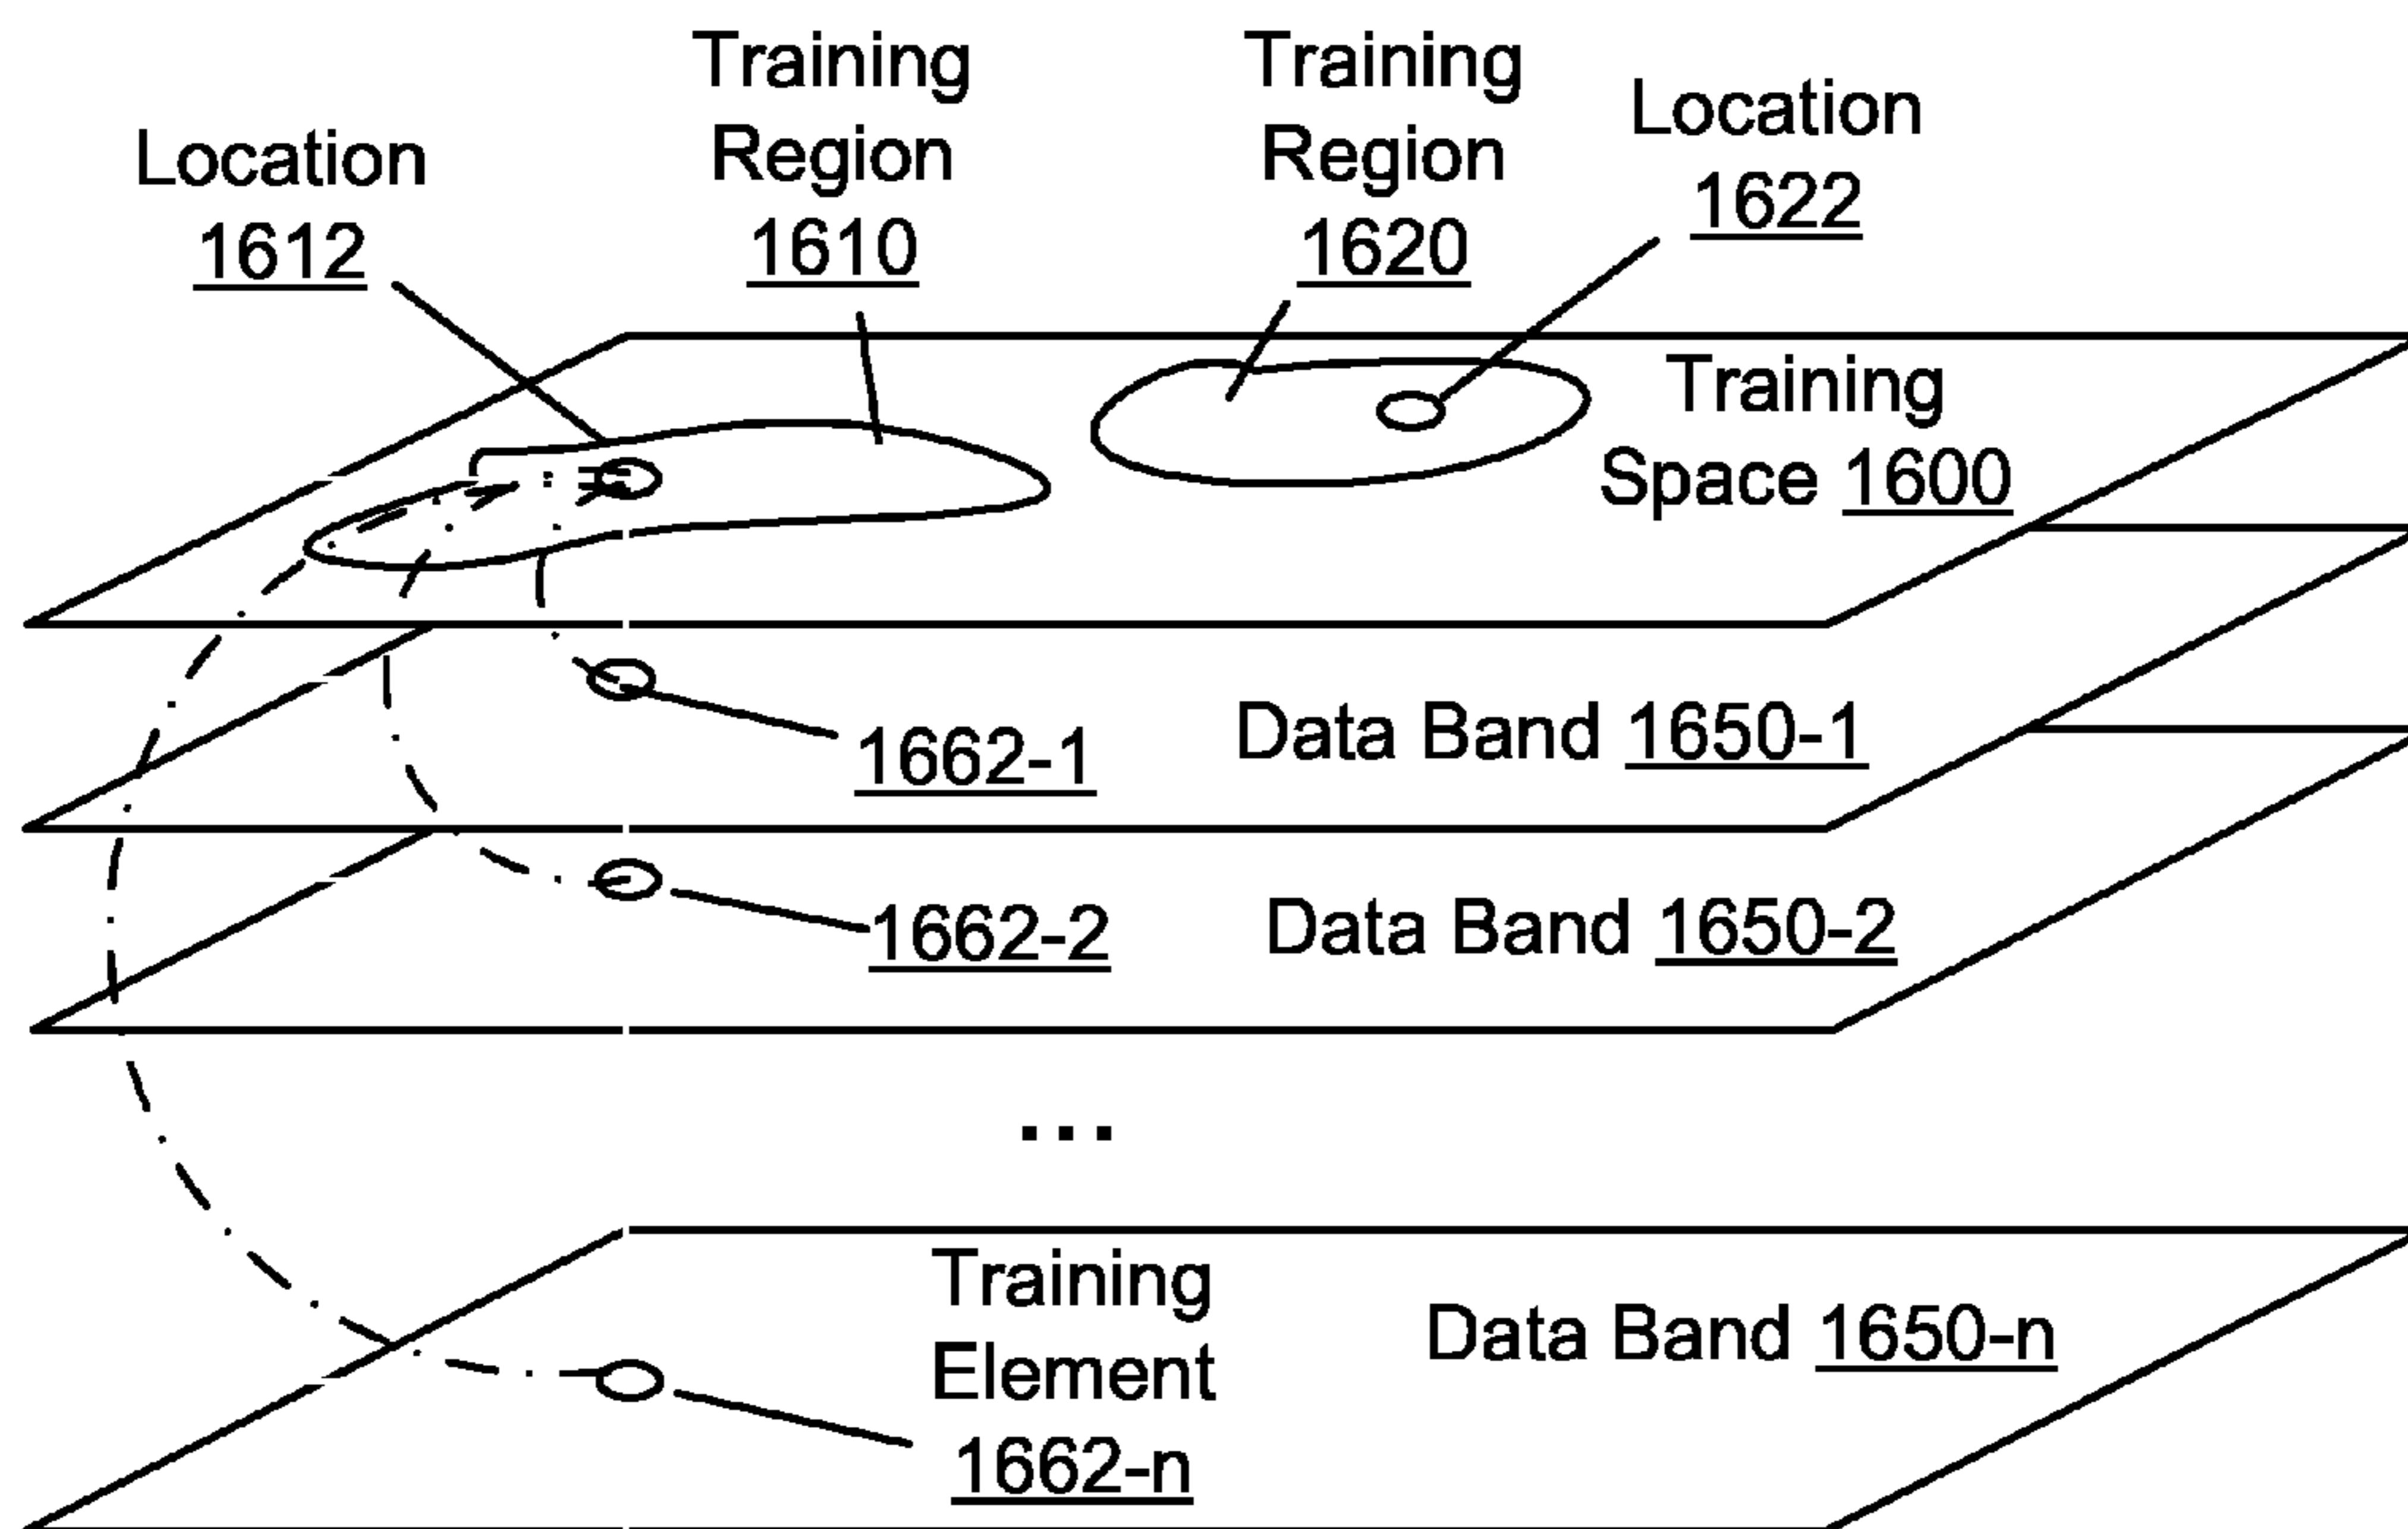 Location
1612
Training
Region
1610
Training
Region
1620
Location
1622
Training
Space 1600
1662-1
Data Band 1650-1
1662-2
Data Band 1650-2
...
Training
Element
1662-n
Data Band 1650-n